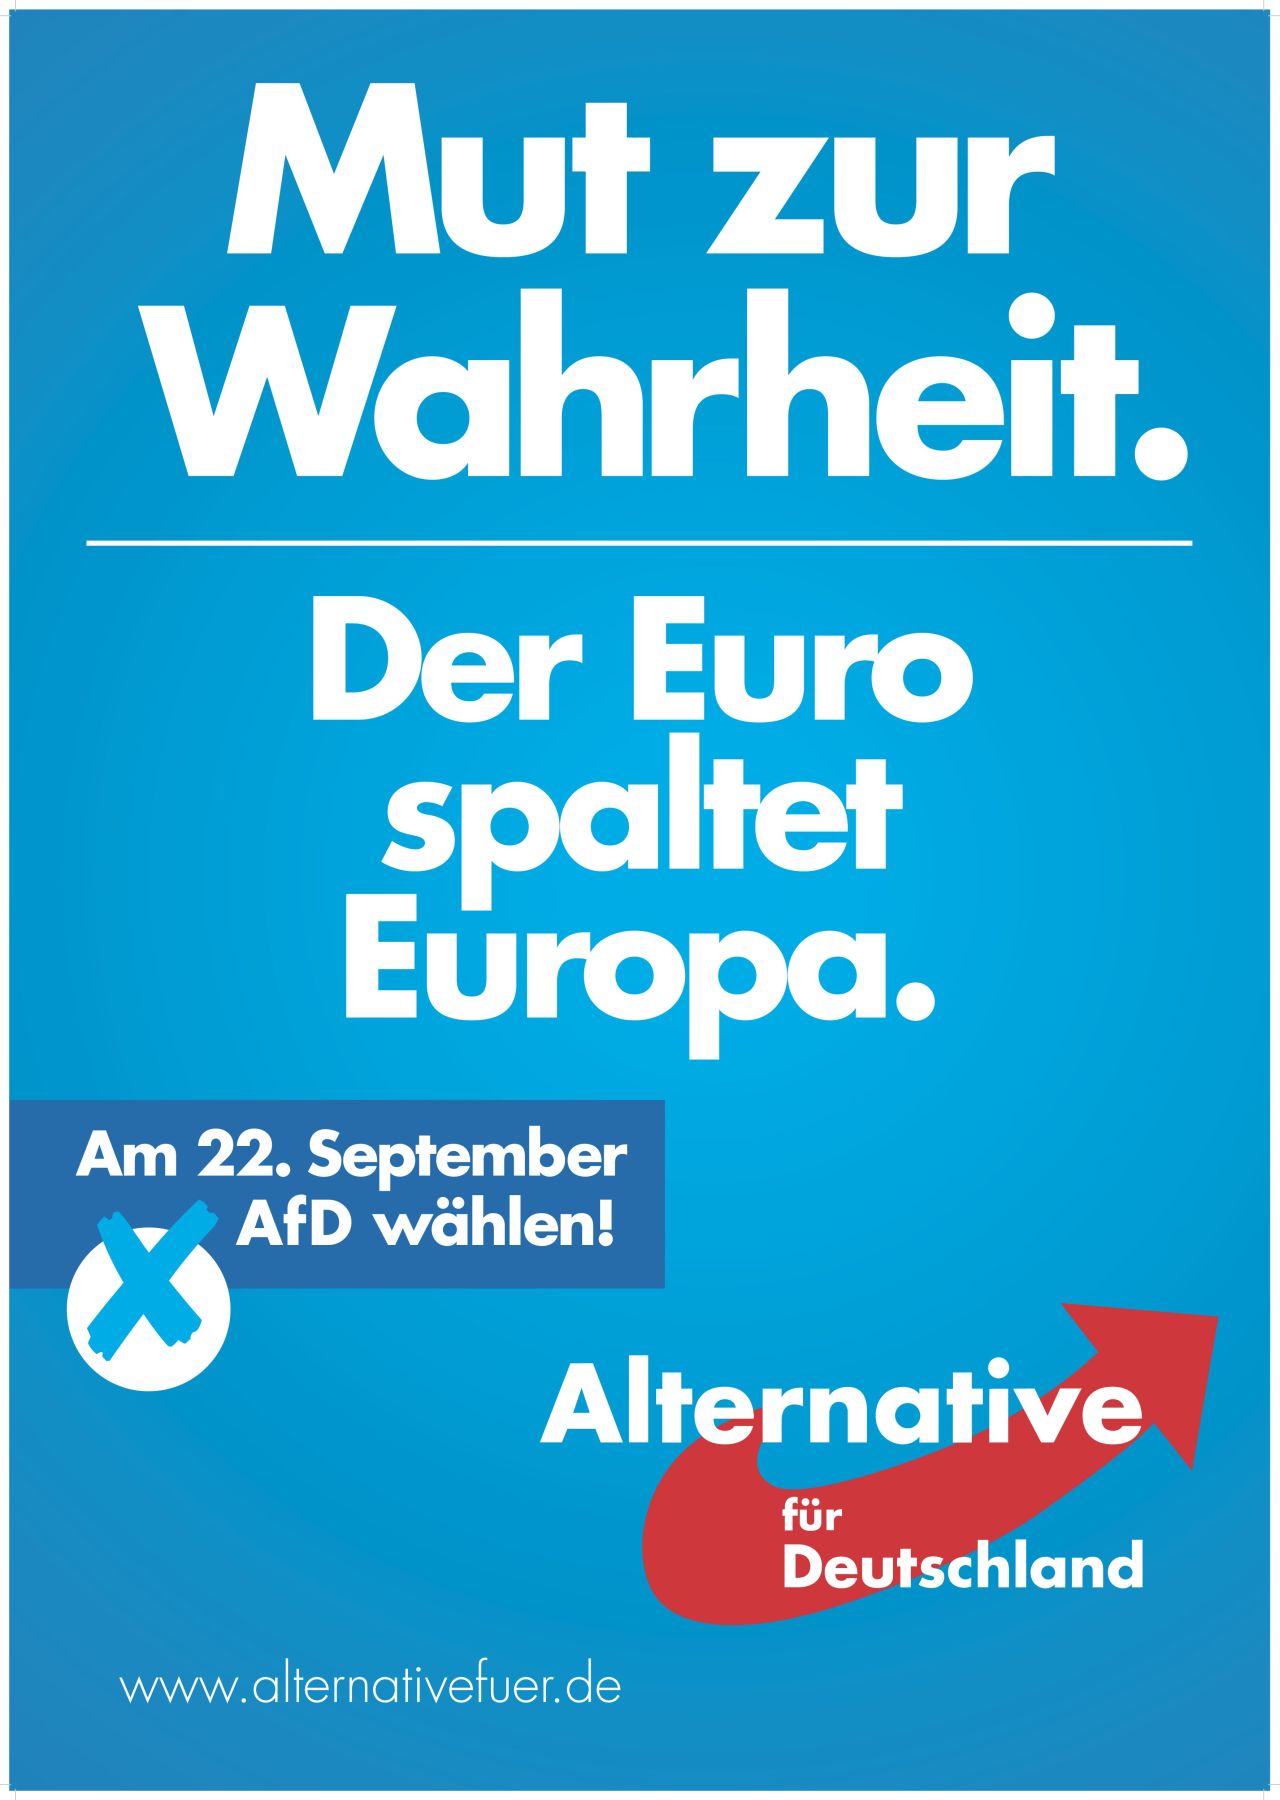 Mut zur
Wahrheit.
Der Euro
spaltet
Europa.
Am 22. September
AfD wählen!
Alternative
für
Deutschland
www.alternativefuer.de